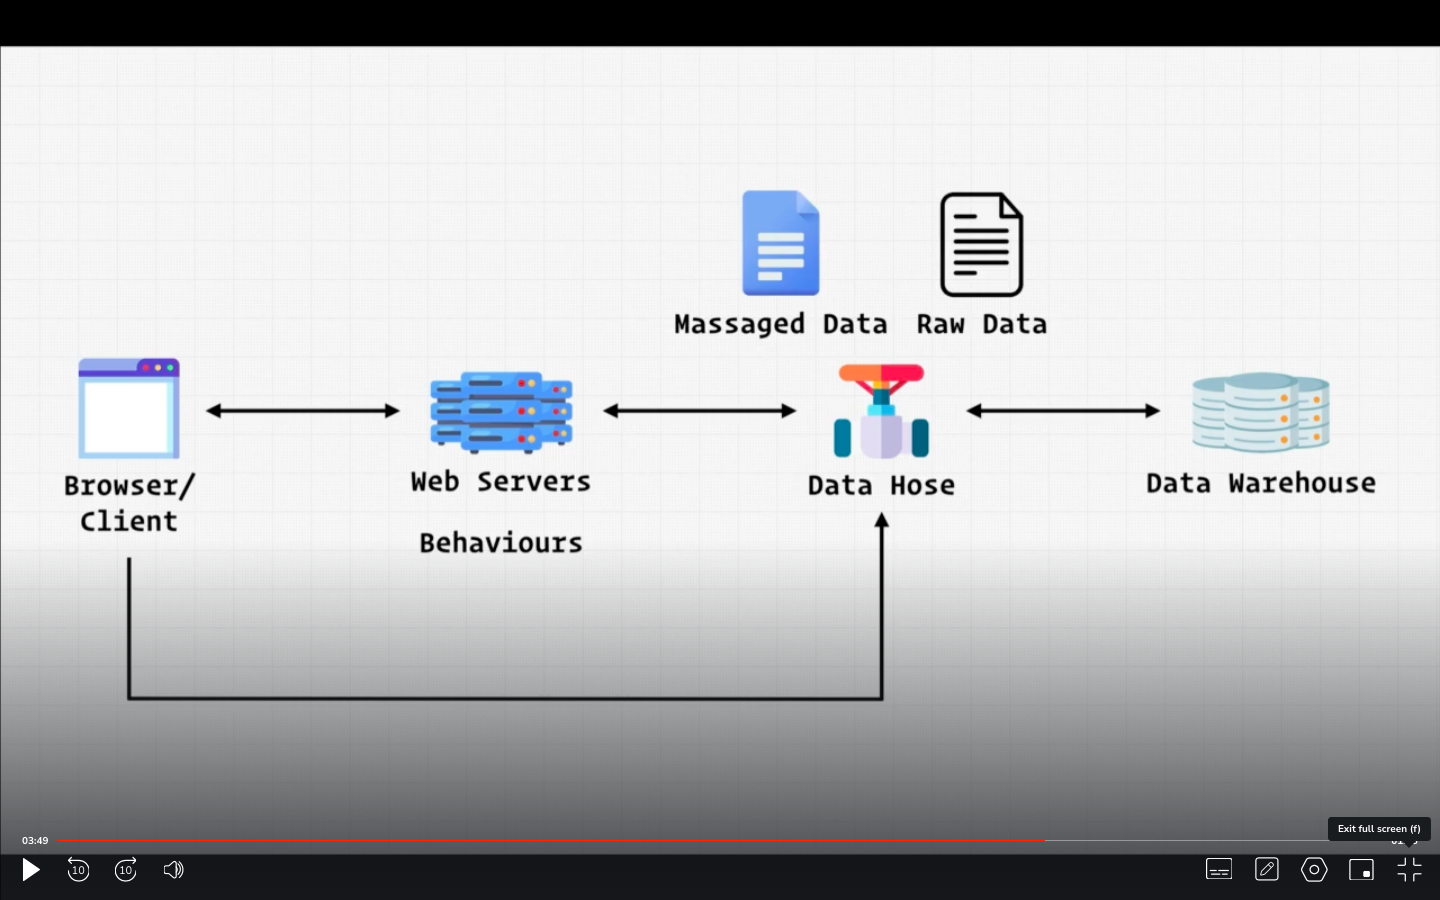 Massaged Data
Raw Data
Browser/
Client
Web Servers
Behaviours
Data Hose
Data Warehouse
03:49
Exit full screen (f)
10
10